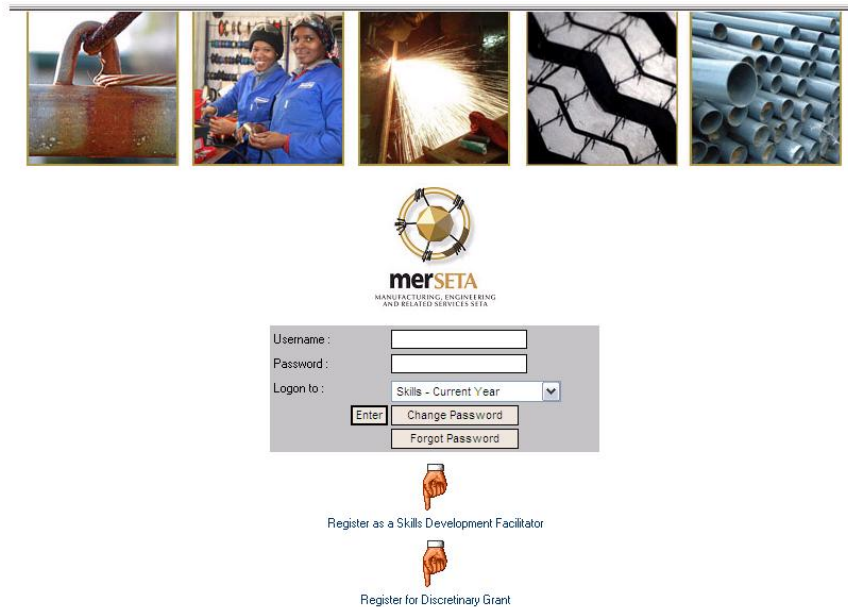 merSETA
MANUFACTURING, ENGINEERING
AND RELATED SERVICES SETA
Username :
Password :
Logon to :
Skills - Current Year
Enter
Change Password
Forgot Password
Register as a Skills Development Facilitator
Register for Discretinary Grant